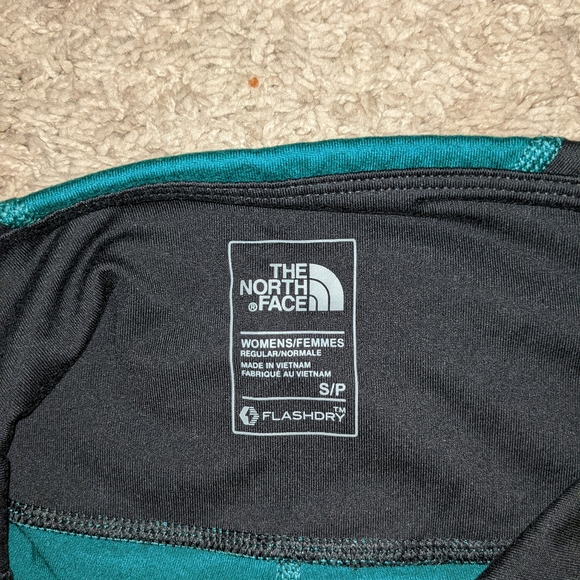 THE
NORTH
®FACE
WOMENS/FEMMES
REGULAR/NORMALE
MADE IN VIETNAM
FABRIQUÉ AU VIETNAM
S/P
FLASHDRY™